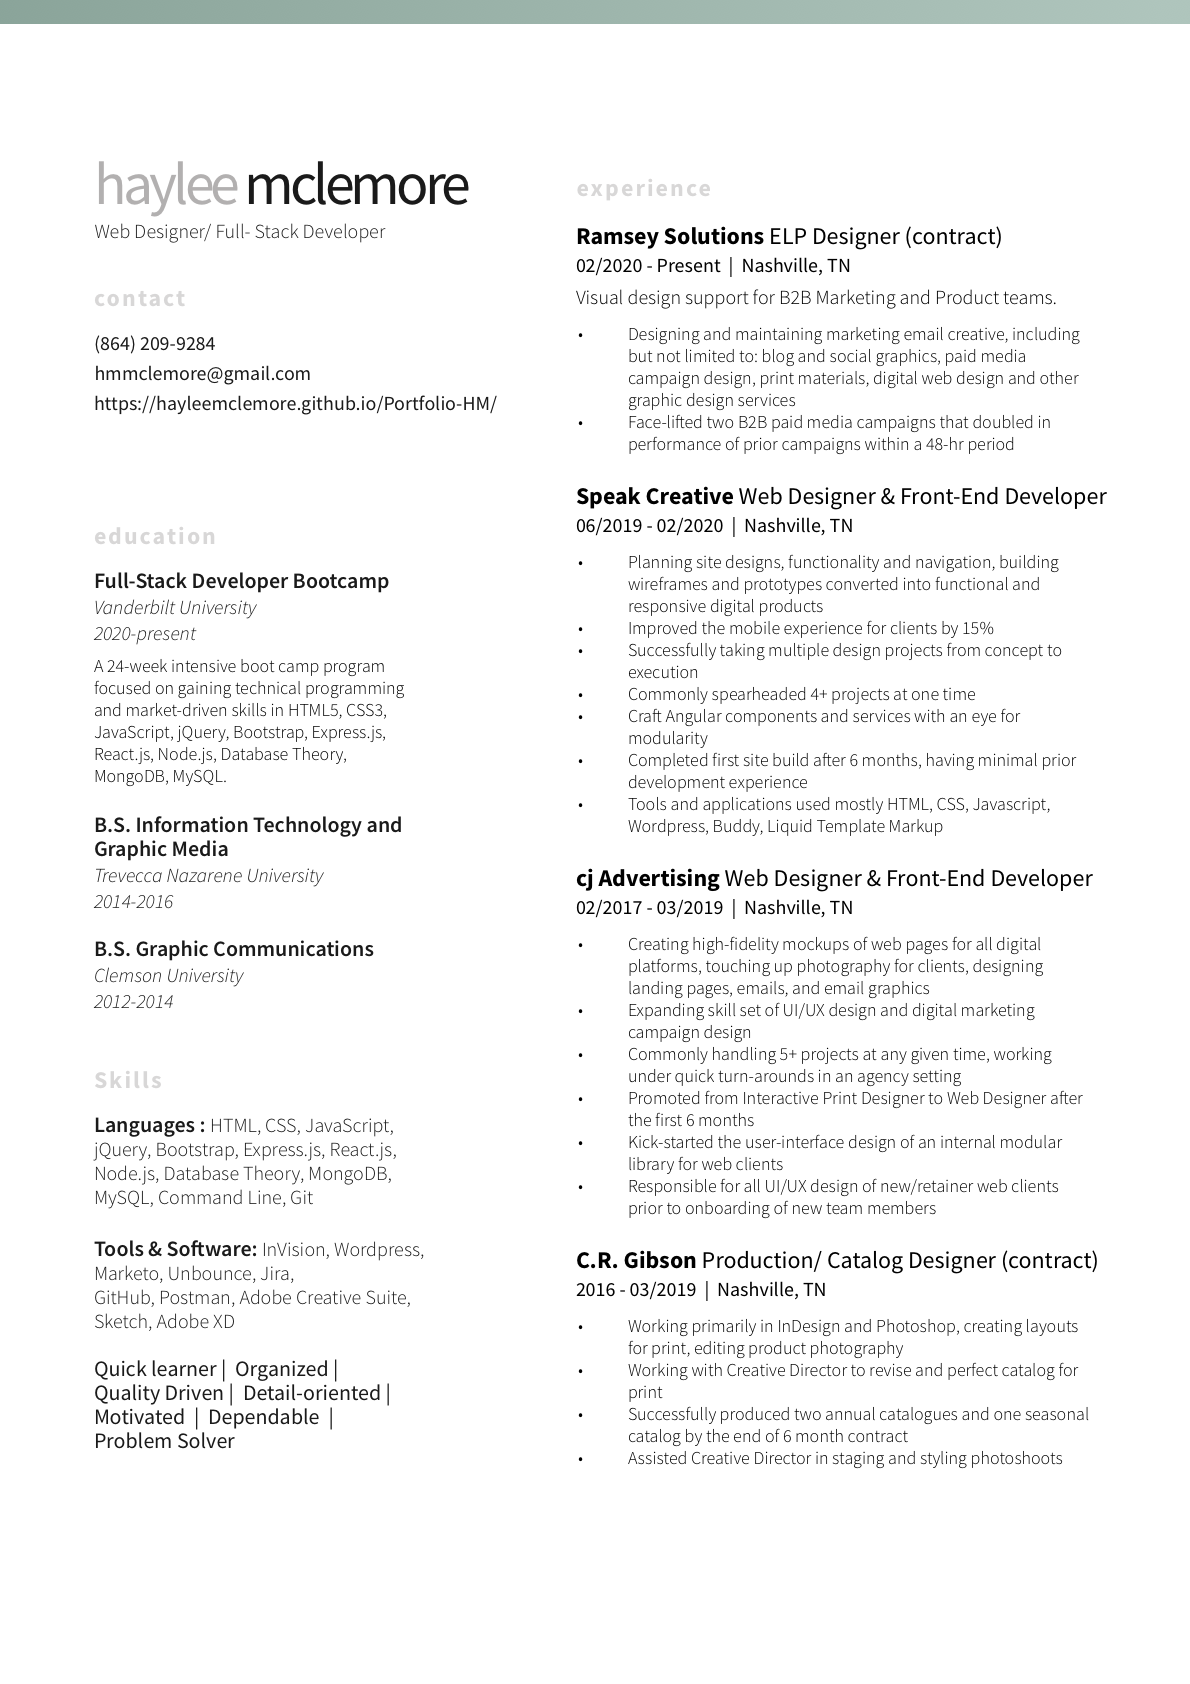 haylee mclemore
Web Designer/ Full- Stack Developer
contact
(864) 209-9284
hmmclemore@gmail.com
https://hayleemclemore.github.io/Portfolio-HM/
education
Full-Stack Developer Bootcamp
Vanderbilt University
2020-present
A 24-week intensive boot camp program
focused on gaining technical programming
and market-driven skills in HTML5, CSS3,
JavaScript, jQuery, Bootstrap, Express.js,
React.js, Node.js, Database Theory,
MongoDB, MySQL.
B.S. Information Technology and
Graphic Media
Trevecca Nazarene University
2014-2016
B.S. Graphic Communications
Clemson University
2012-2014
Skills
Languages : HTML, CSS, JavaScript,
jQuery, Bootstrap, Express.js, React.js,
Node.js, Database Theory, MongoDB,
MySQL, Command Line, Git
Tools & Software: InVision, Wordpress,
Marketo, Unbounce, Jira,
GitHub, Postman, Adobe Creative Suite,
Sketch, Adobe XD
Quick learner | Organized |
Quality Driven | Detail-oriented |
Motivated | Dependable |
Problem Solver
experience
Ramsey Solutions ELP Designer (contract)
02/2020 - Present | Nashville, TN
Visual design support for B2B Marketing and Product teams.
• Designing and maintaining marketing email creative, including
but not limited to: blog and social graphics, paid media
campaign design, print materials, digital web design and other
graphic design services
• Face-lifted two B2B paid media campaigns that doubled in
performance of prior campaigns within a 48-hr period
Speak Creative Web Designer & Front-End Developer
06/2019 - 02/2020 | Nashville, TN
• Planning site designs, functionality and navigation, building
wireframes and prototypes converted into functional and
responsive digital products
• Improved the mobile experience for clients by 15%
• Successfully taking multiple design projects from concept to
execution
• Commonly spearheaded 4+ projects at one time
• Craft Angular components and services with an eye for
modularity
• Completed first site build after 6 months, having minimal prior
development experience
• Tools and applications used mostly HTML, CSS, Javascript,
Wordpress, Buddy, Liquid Template Markup
cj Advertising Web Designer & Front-End Developer
02/2017 - 03/2019 | Nashville, TN
• Creating high-fidelity mockups of web pages for all digital
platforms, touching up photography for clients, designing
landing pages, emails, and email graphics
• Expanding skill set of UI/UX design and digital marketing
campaign design
• Commonly handling 5+ projects at any given time, working
under quick turn-arounds in an agency setting
• Promoted from Interactive Print Designer to Web Designer after
the first 6 months
• Kick-started the user-interface design of an internal modular
library for web clients
• Responsible for all UI/UX design of new/retainer web clients
prior to onboarding of new team members
C.R. Gibson Production/ Catalog Designer (contract)
2016 - 03/2019 | Nashville, TN
• Working primarily in InDesign and Photoshop, creating layouts
for print, editing product photography
• Working with Creative Director to revise and perfect catalog for
print
• Successfully produced two annual catalogues and one seasonal
catalog by the end of 6 month contract
• Assisted Creative Director in staging and styling photoshoots